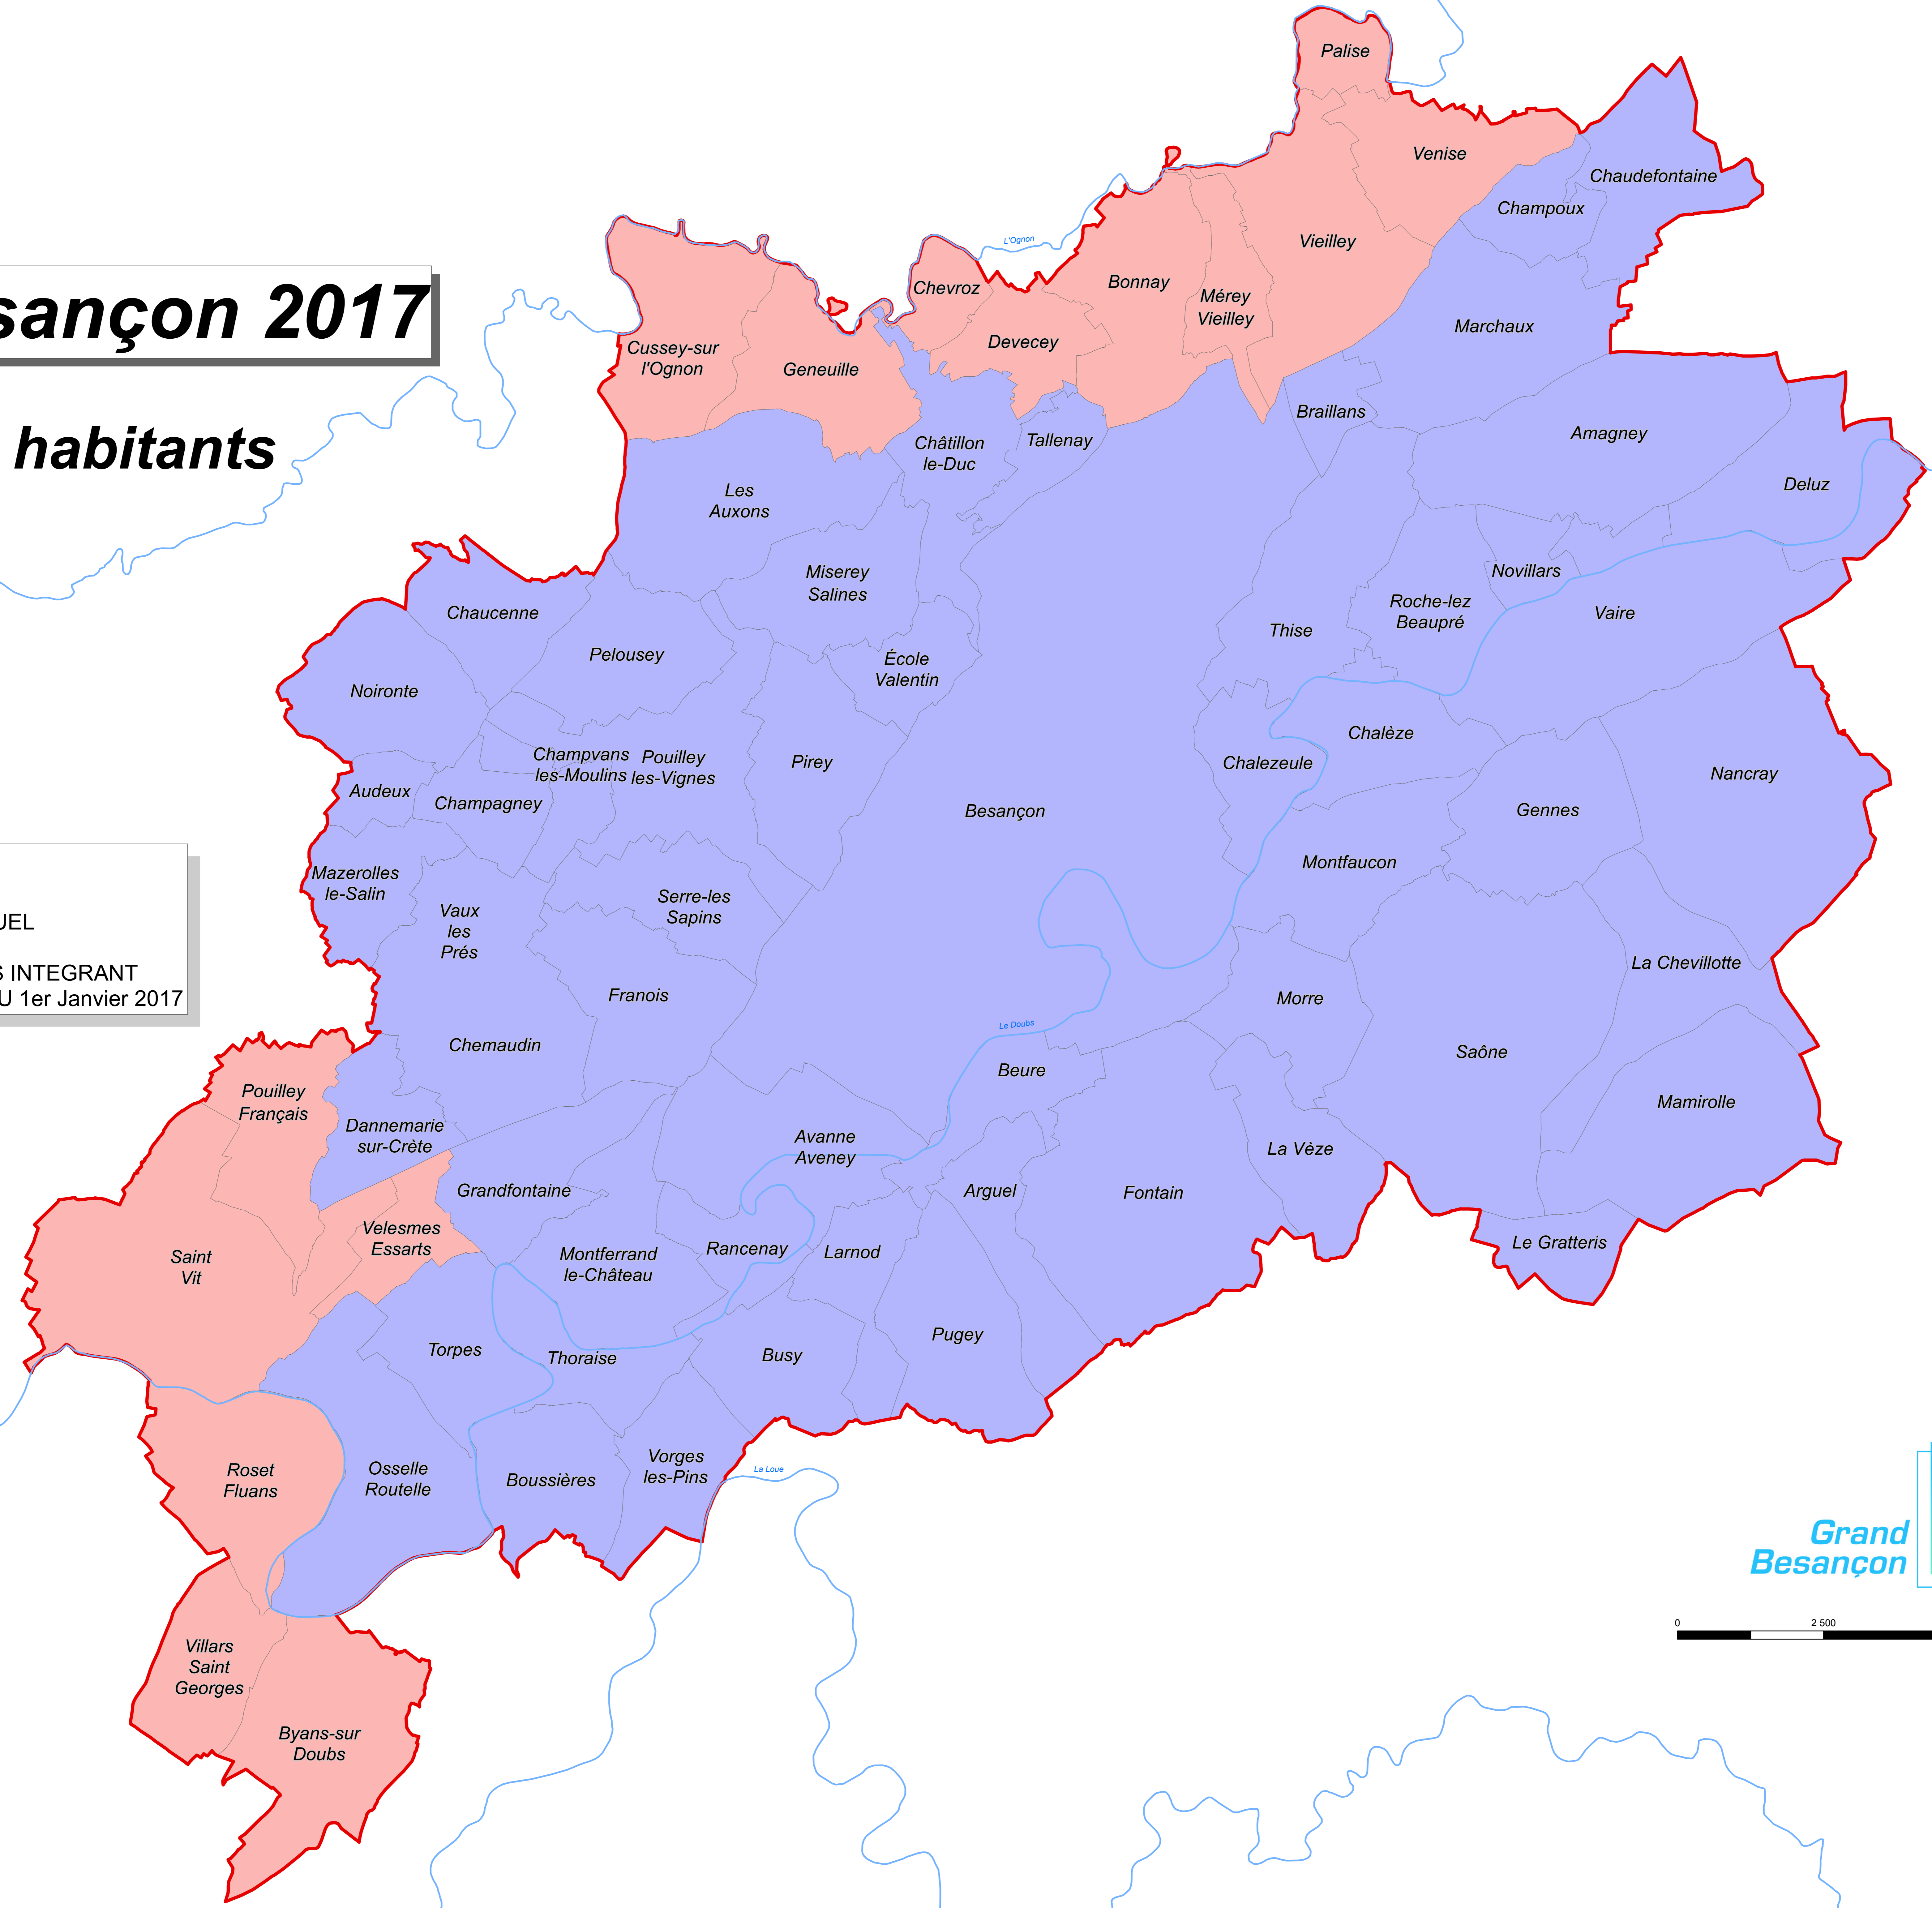 sançon 2017
habitants
UEL
S INTEGRANT
U 1er Janvier 2017
Palise
Venise
Chaudefontaine
Champoux
Vieilley
L'Ognon
Bonnay
Chevroz
Mérey
Vieilley
Marchaux
Devecey
Cussey-sur
l'Ognon
Geneuille
Braillans
Amagney
Châtillon
le-Duc
Tallenay
Deluz
Les
Auxons
Miserey
Salines
Novillars
Chaucenne
Roche-lez
Beaupré
Vaire
Thise
Pelousey
École
Valentin
Noironte
Chalèze
Champvans
les-Moulins
Pouilley
les-Vignes
Pirey
Chalezeule
Nancray
Audeux
Champagney
Besançon
Gennes
Montfaucon
Mazerolles
le-Salin
Serre-les
Sapins
Vaux
les
Prés
La Chevillotte
Franois
Morre
Le Doubs
Chemaudin
Saône
Beure
Pouilley
Français
Mamirolle
Dannemarie
sur-Crète
Avanne
Aveney
La Vèze
Grandfontaine
Arguel
Fontain
Velesmes
Essarts
Saint
Vit
Montferrand
le-Château
Rancenay
Larnod
Le Gratteris
Torpes
Thoraise
Busy
Pugey
Roset
Fluans
Osselle
Routelle
Boussières
Vorges
les-Pins
La Loue
Grand
Besançon
0
2 500
Villars
Saint
Georges
Byans-sur
Doubs